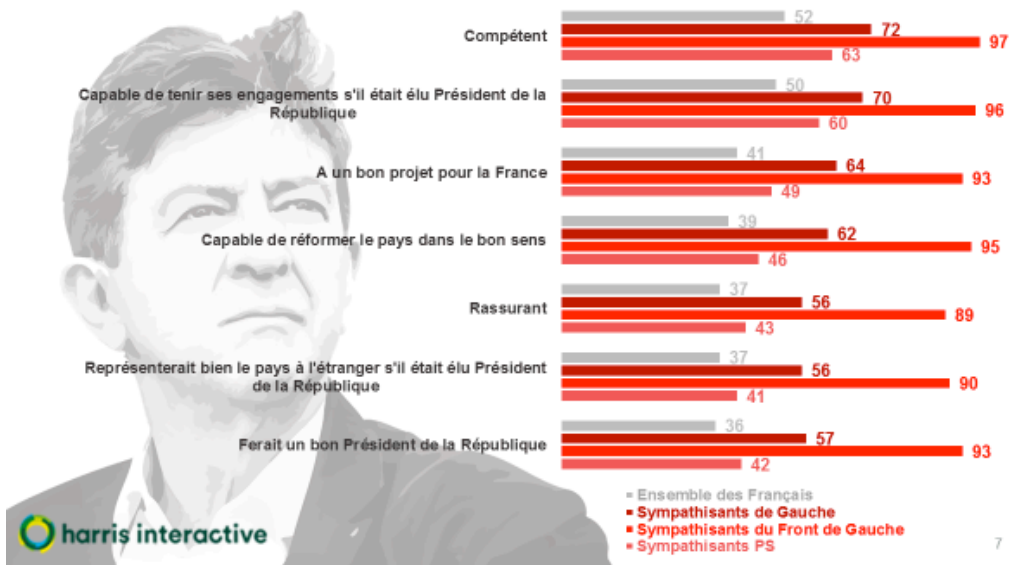 Compétent
52
72
97
63
Capable de tenir ses engagements s'il était élu Président de la
République
50
70
96
60
A un bon projet pour la France
41
64
93
49
Capable de réformer le pays dans le bon sens
39
62
95
46
Rassurant
37
56
89
43
Représenterait bien le pays à l'étranger s'il était élu Président
de la République
37
56
90
41
Ferait un bon Président de la République
36
57
93
42
Ensemble des Français
Sympathisants de Gauche
Sympathisants du Front de Gauche
Sympathisants PS
harris interactive
7